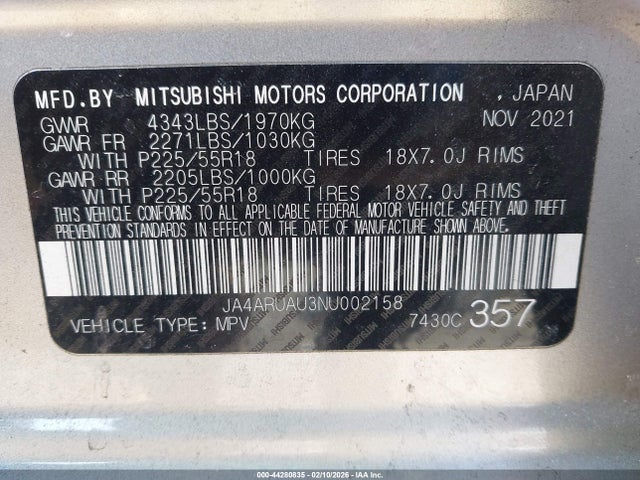 MFD.BY MITSUBISHI MOTORS CORPORATION , JAPAN
GVWR 4343LBS/1970KG NOV 2021
GAWR FR 2271LBS/1030KG
WITH P225/55R18 TIRES 18X7.0J RIMS
GAWR RR 2205LBS/1000KG
WITH P225/55R18 TIRES 18X7.0J RIMS
THIS VEHICLE CONFORMS TO ALL APPLICABLE FEDERAL MOTOR VEHICLE SAFETY AND THEFT
PREVENTION STANDARDS IN EFFECT ON THE DATE OF MANUFACTURE SHOWN ABOVE.
JA4ARUAU3NU002158
VEHICLE TYPE: MPV 7430C 357
000-44280835 - 02/10/2026 - IAAI Inc.